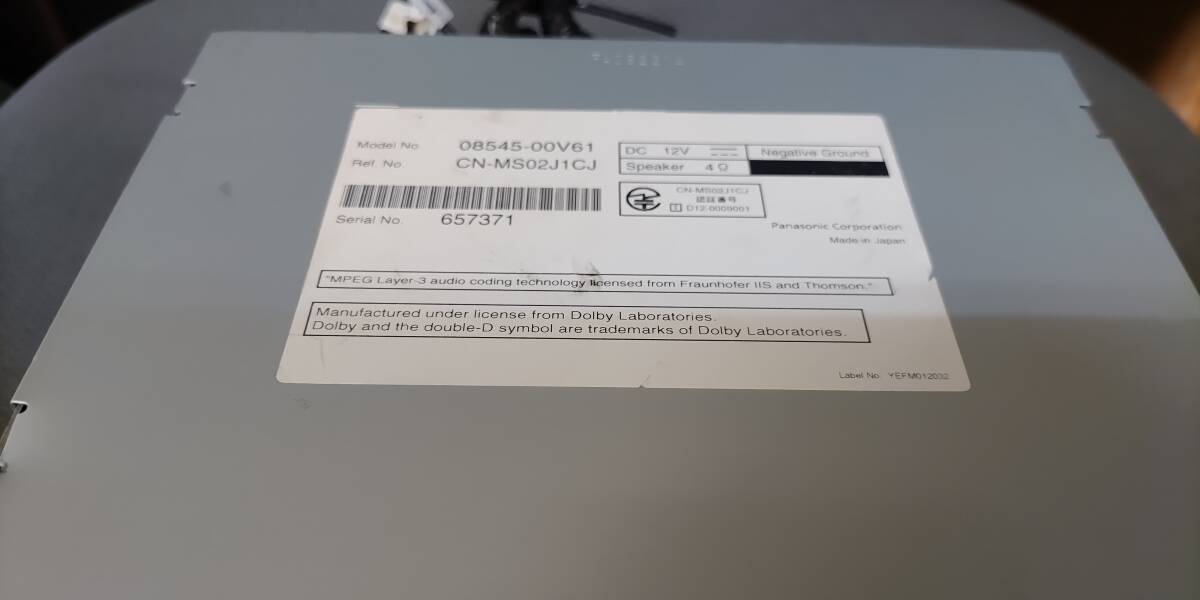 Model No. 08545-00V61
Ref. No. CN-MS02J1CJ
DC 12V Negative Ground
Speaker 4Ω
CN-MS02J1CJ
認証番号
D12-0009001
Serial No. 657371
Panasonic Corporation
Made in Japan
"MPEG Layer-3 audio coding technology licensed from Fraunhofer IIS and Thomson."
Manufactured under license from Dolby Laboratories.
Dolby and the double-D symbol are trademarks of Dolby Laboratories.
Label No. YEFM012032